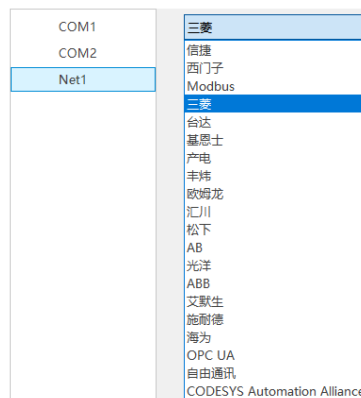 COM1
COM2
Net1
三菱
信捷
西门子
Modbus
三菱
台达
基恩士
产电
丰炜
欧姆龙
汇川
松下
AB
光洋
ABB
艾默生
施耐德
海为
OPC UA
自由通讯
CODESYS Automation Alliance